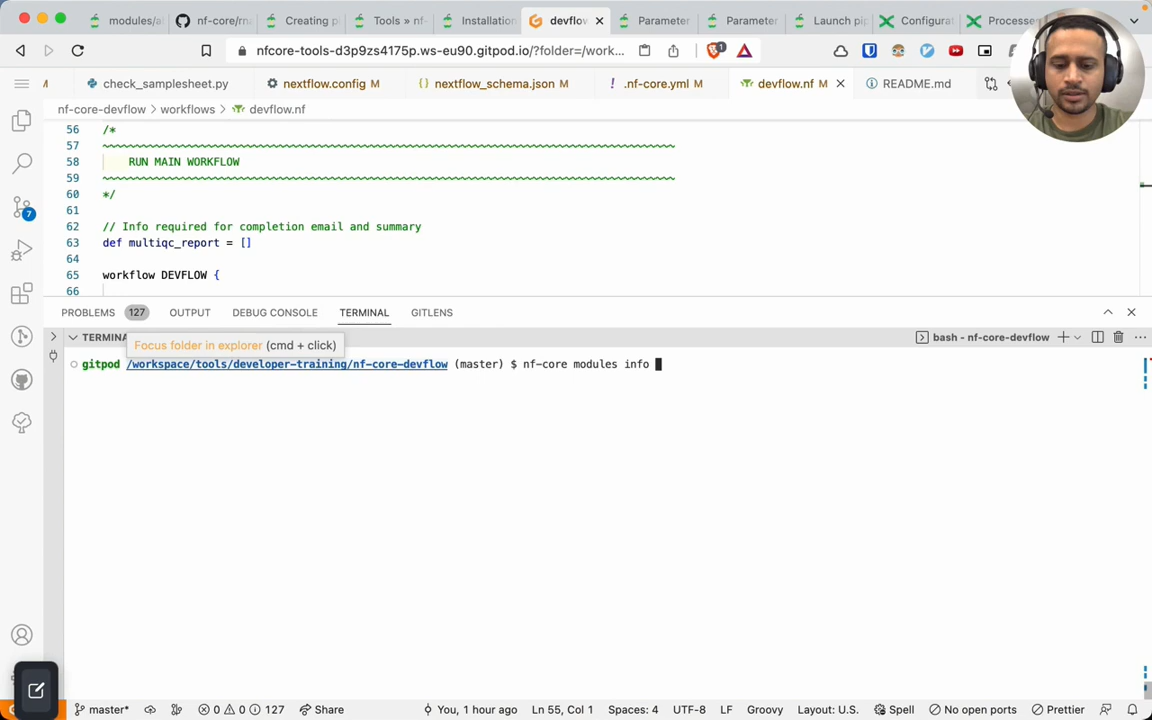 modules/a
nf-core/rn
Creating p
Tools » nf-
Installation
devflow
Parameter
Parameter
Launch pip
Configurat
Processes
nfcore-tools-d3p9zs4175p.ws-eu90.gitpod.io/?folder=/work...
M
check_samplesheet.py
nextflow.config M
nextflow_schema.json M
.nf-core.yml M
devflow.nf M
README.md
nf-core-devflow > workflows > devflow.nf
56 /*
57 ~~~~~~~~~~~~~~~~~~~~~~~~~~~~~~~~~~~~~~~~~~~~~~~~~~~~~~~~~~~~~~~~~~~~~~~~~~~~~~~~
58 RUN MAIN WORKFLOW
59 ~~~~~~~~~~~~~~~~~~~~~~~~~~~~~~~~~~~~~~~~~~~~~~~~~~~~~~~~~~~~~~~~~~~~~~~~~~~~~~~~
60 */
61
62 // Info required for completion email and summary
63 def multiqc_report = []
64
65 workflow DEVFLOW {
66
PROBLEMS 127 OUTPUT DEBUG CONSOLE TERMINAL GITLENS
TERMINA
bash - nf-core-devflow
Focus folder in explorer (cmd + click)
gitpod /workspace/tools/developer-training/nf-core-devflow (master) $ nf-core modules info
7
1
master* 0 0 127 Share You, 1 hour ago Ln 55, Col 1 Spaces: 4 UTF-8 LF Groovy Layout: U.S. Spell No open ports Prettier